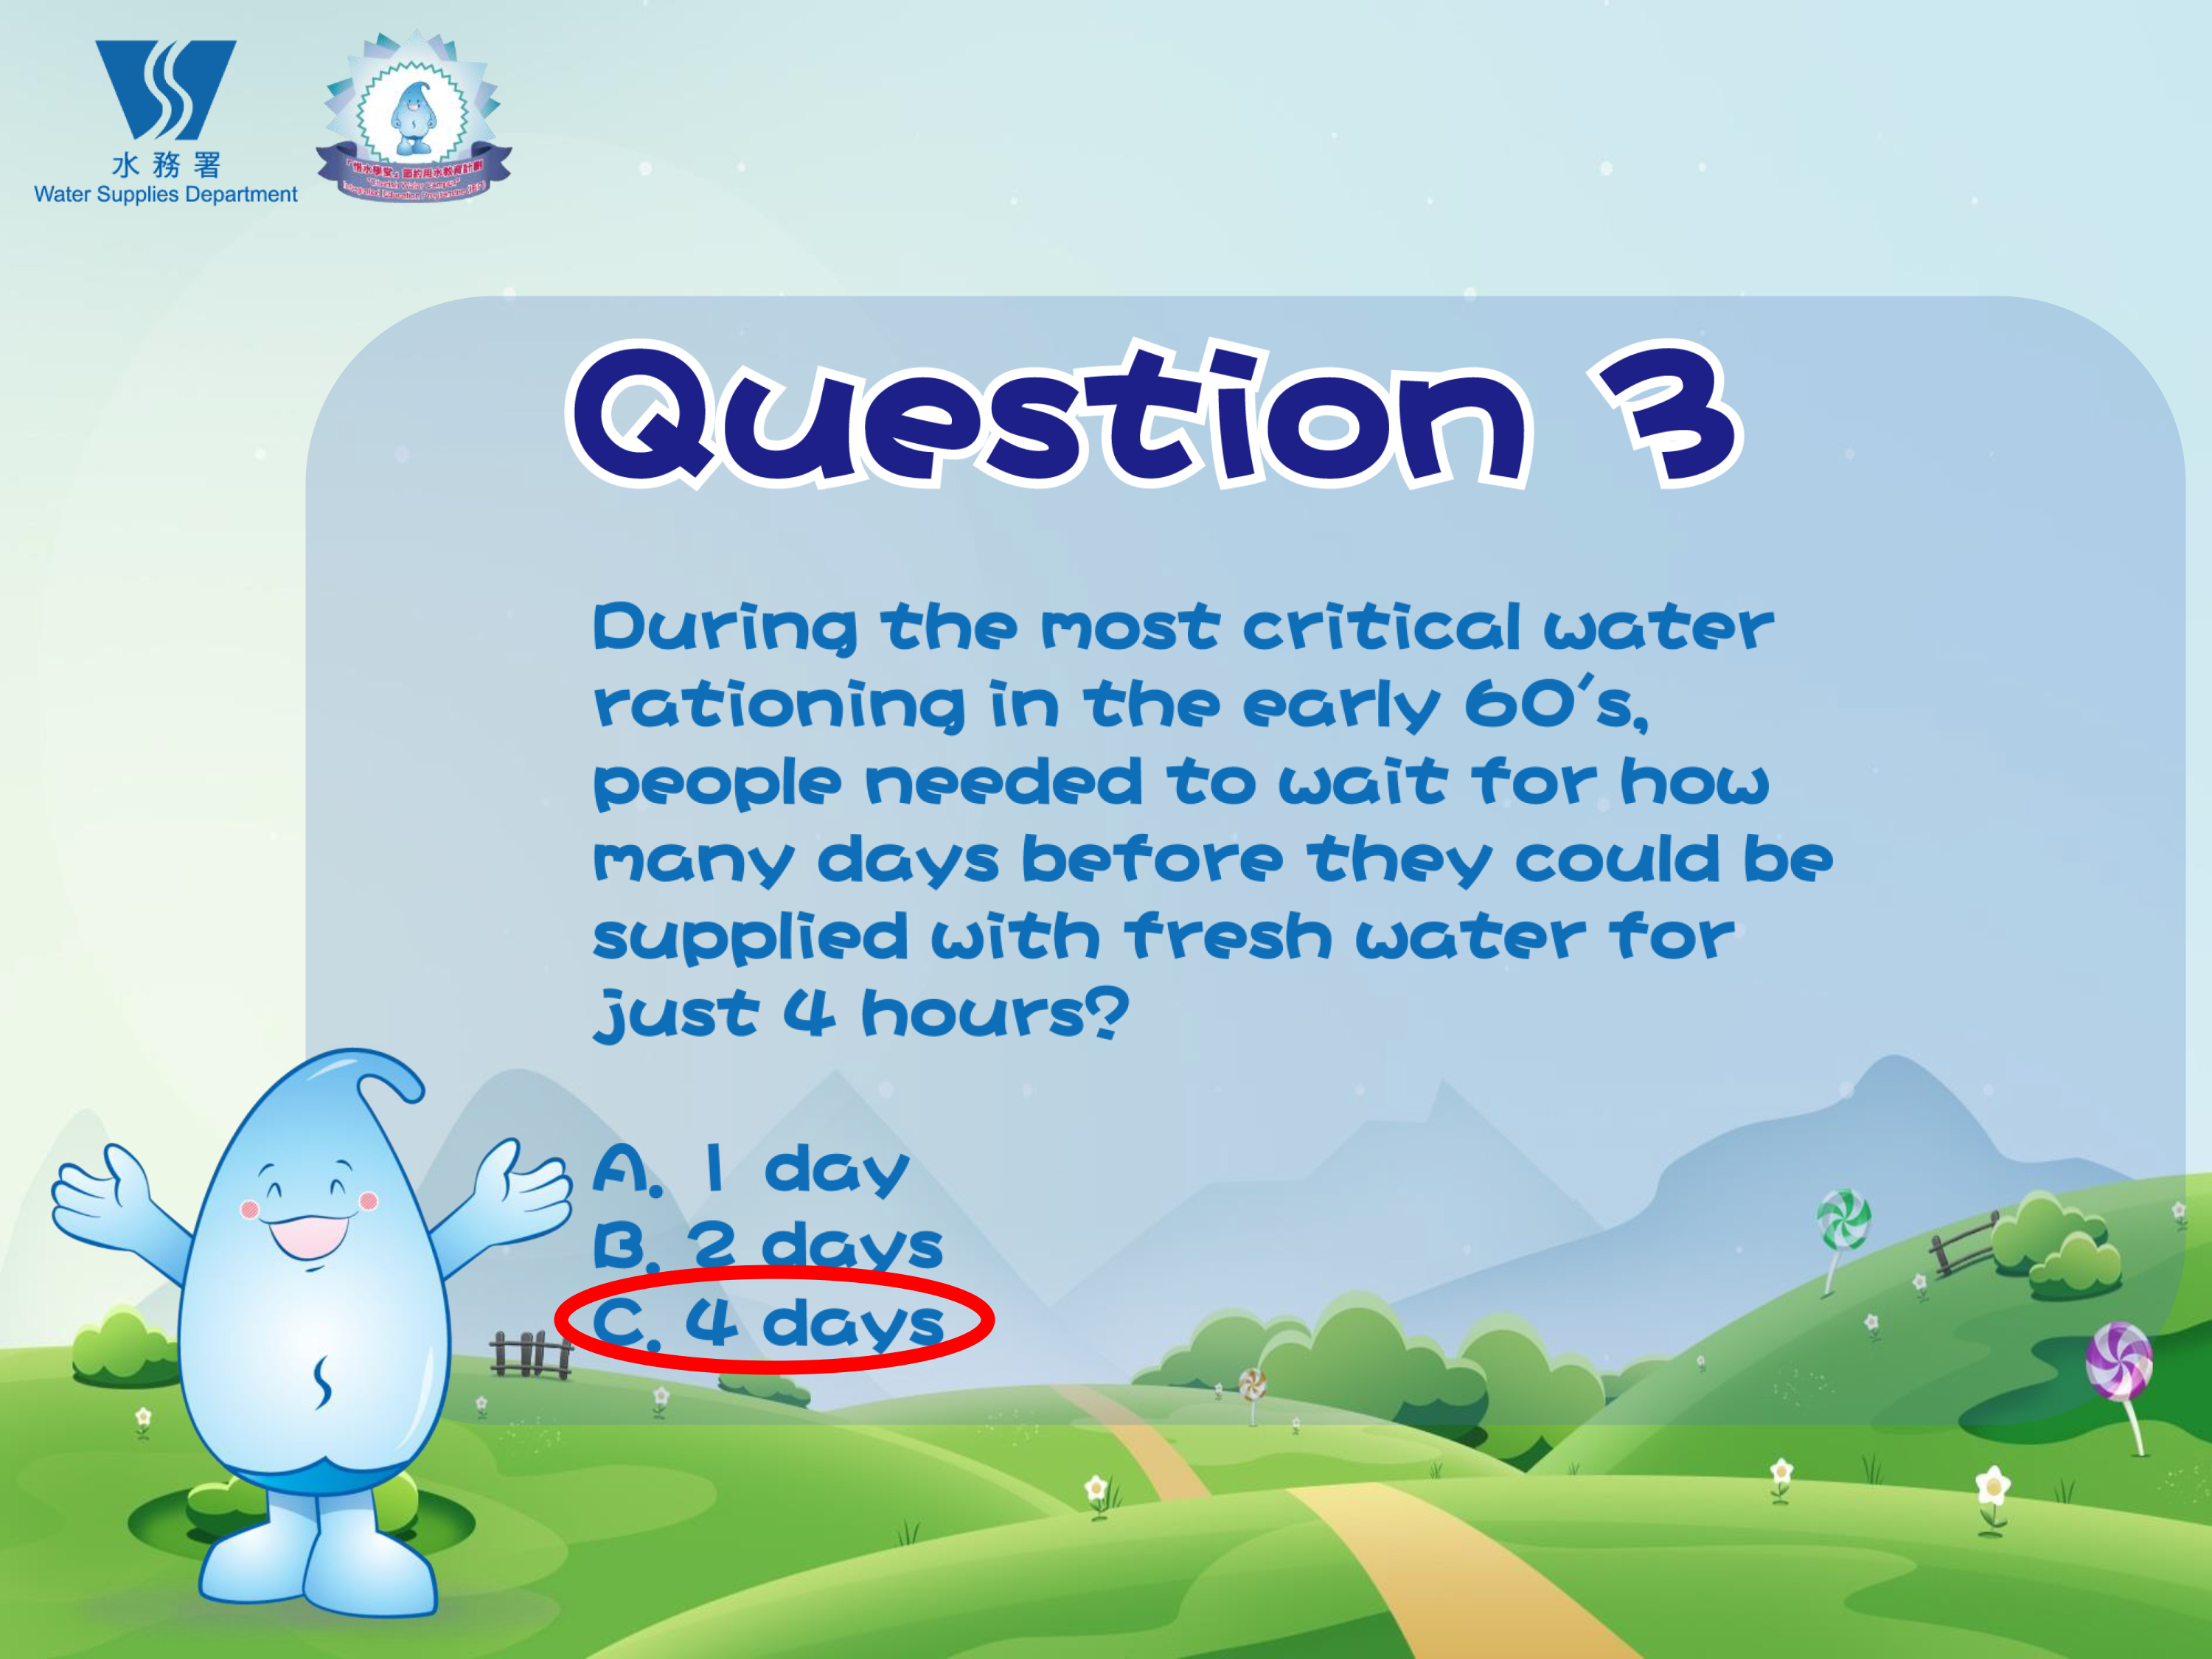 水務署
Water Supplies Department
「惜水學堂」節約用水教育計劃
"Cherish Water Campus"
Integrated Education Programme (IEP)
Question 3
During the most critical water
rationing in the early 60's,
people needed to wait for how
many days before they could be
supplied with fresh water for
just 4 hours?
A. 1 day
B. 2 days
C. 4 days